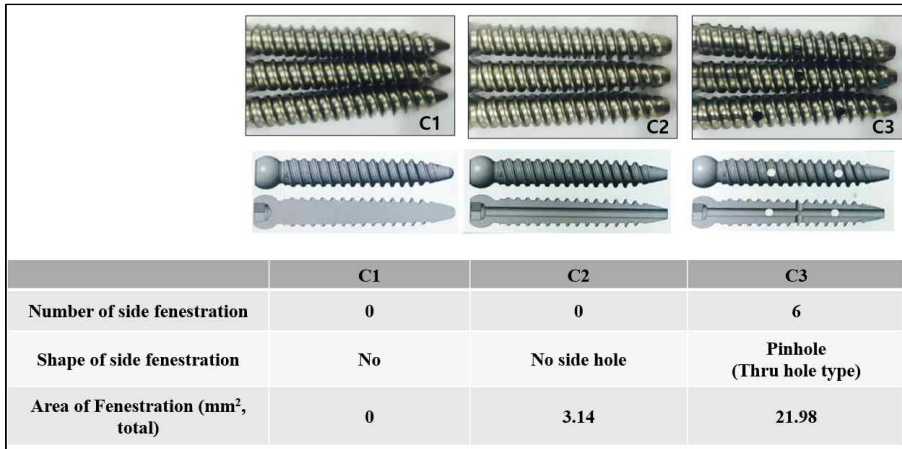 C1
C2
C3
C1 C2 C3
Number of side fenestration 0 0 6
Shape of side fenestration No No side hole Pinhole
(Thru hole type)
Area of Fenestration (mm², total) 0 3.14 21.98